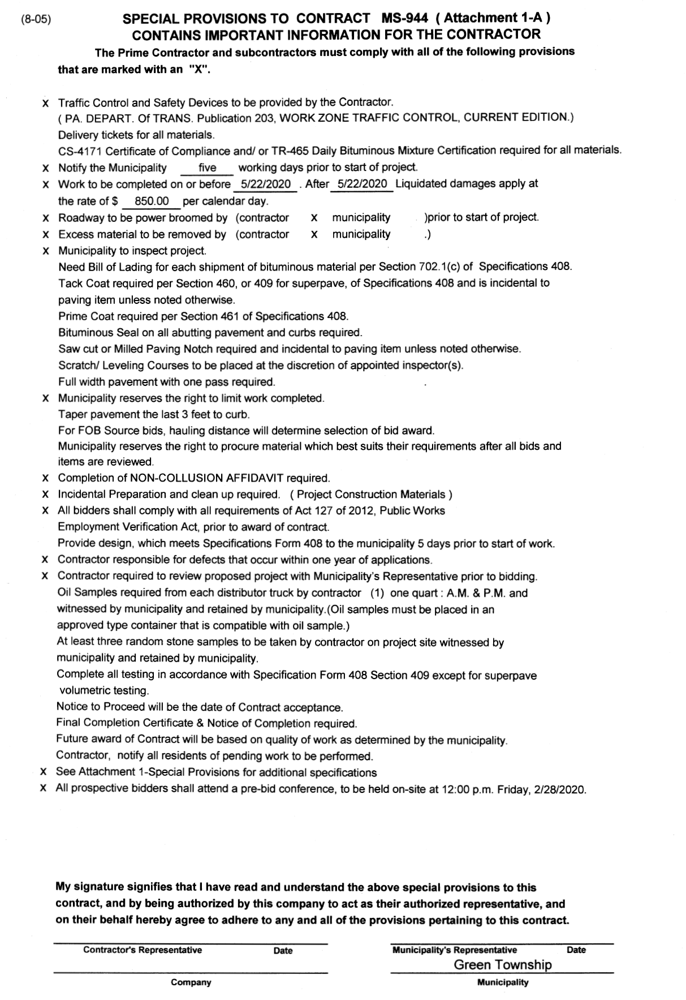 (8-05)
SPECIAL PROVISIONS TO CONTRACT MS-944 ( Attachment 1-A )
CONTAINS IMPORTANT INFORMATION FOR THE CONTRACTOR
The Prime Contractor and subcontractors must comply with all of the following provisions
that are marked with an "X".
X Traffic Control and Safety Devices to be provided by the Contractor.
( PA. DEPART. Of TRANS. Publication 203, WORK ZONE TRAFFIC CONTROL, CURRENT EDITION.)
Delivery tickets for all materials.
CS-4171 Certificate of Compliance and/ or TR-465 Daily Bituminous Mixture Certification required for all materials.
X Notify the Municipality five working days prior to start of project.
X Work to be completed on or before 5/22/2020 . After 5/22/2020 Liquidated damages apply at
the rate of $ 850.00 per calendar day.
X Roadway to be power broomed by (contractor X municipality )prior to start of project.
X Excess material to be removed by (contractor X municipality .)
X Municipality to inspect project.
Need Bill of Lading for each shipment of bituminous material per Section 702.1(c) of Specifications 408.
Tack Coat required per Section 460, or 409 for superpave, of Specifications 408 and is incidental to
paving item unless noted otherwise.
Prime Coat required per Section 461 of Specifications 408.
Bituminous Seal on all abutting pavement and curbs required.
Saw cut or Milled Paving Notch required and incidental to paving item unless noted otherwise.
Scratch/ Leveling Courses to be placed at the discretion of appointed inspector(s).
Full width pavement with one pass required.
X Municipality reserves the right to limit work completed.
Taper pavement the last 3 feet to curb.
For FOB Source bids, hauling distance will determine selection of bid award.
Municipality reserves the right to procure material which best suits their requirements after all bids and
items are reviewed.
X Completion of NON-COLLUSION AFFIDAVIT required.
X Incidental Preparation and clean up required. ( Project Construction Materials )
X All bidders shall comply with all requirements of Act 127 of 2012, Public Works
Employment Verification Act, prior to award of contract.
Provide design, which meets Specifications Form 408 to the municipality 5 days prior to start of work.
X Contractor responsible for defects that occur within one year of applications.
X Contractor required to review proposed project with Municipality's Representative prior to bidding.
Oil Samples required from each distributor truck by contractor (1) one quart : A.M. & P.M. and
witnessed by municipality and retained by municipality.(Oil samples must be placed in an
approved type container that is compatible with oil sample.)
At least three random stone samples to be taken by contractor on project site witnessed by
municipality and retained by municipality.
Complete all testing in accordance with Specification Form 408 Section 409 except for superpave
volumetric testing.
Notice to Proceed will be the date of Contract acceptance.
Final Completion Certificate & Notice of Completion required.
Future award of Contract will be based on quality of work as determined by the municipality.
Contractor, notify all residents of pending work to be performed.
X See Attachment 1-Special Provisions for additional specifications
X All prospective bidders shall attend a pre-bid conference, to be held on-site at 12:00 p.m. Friday, 2/28/2020.
My signature signifies that I have read and understand the above special provisions to this
contract, and by being authorized by this company to act as their authorized representative, and
on their behalf hereby agree to adhere to any and all of the provisions pertaining to this contract.
Contractor's Representative Date Municipality's Representative Date
Green Township
Company Municipality